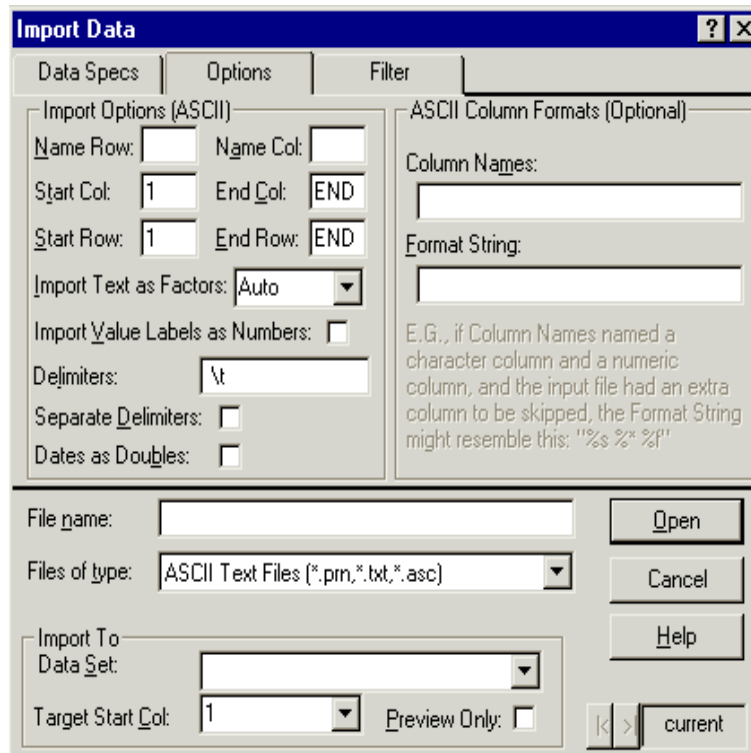 Import Data
Data Specs Options Filter
Import Options (ASCII)
Name Row: Name Col:
Start Col: 1 End Col: END
Start Row: 1 End Row: END
Import Text as Factors: Auto
Import Value Labels as Numbers:
Delimiters: \t
Separate Delimiters:
Dates as Doubles:
ASCII Column Formats (Optional)
Column Names:
Format String:
E.G., if Column Names named a
character column and a numeric
column, and the input file had an extra
column to be skipped, the Format String
might resemble this: "%s %* %f"
File name:
Open
Files of type: ASCII Text Files (*.prn,*.txt,*.asc)
Cancel
Help
Import To
Data Set:
Target Start Col: 1 Preview Only:
current